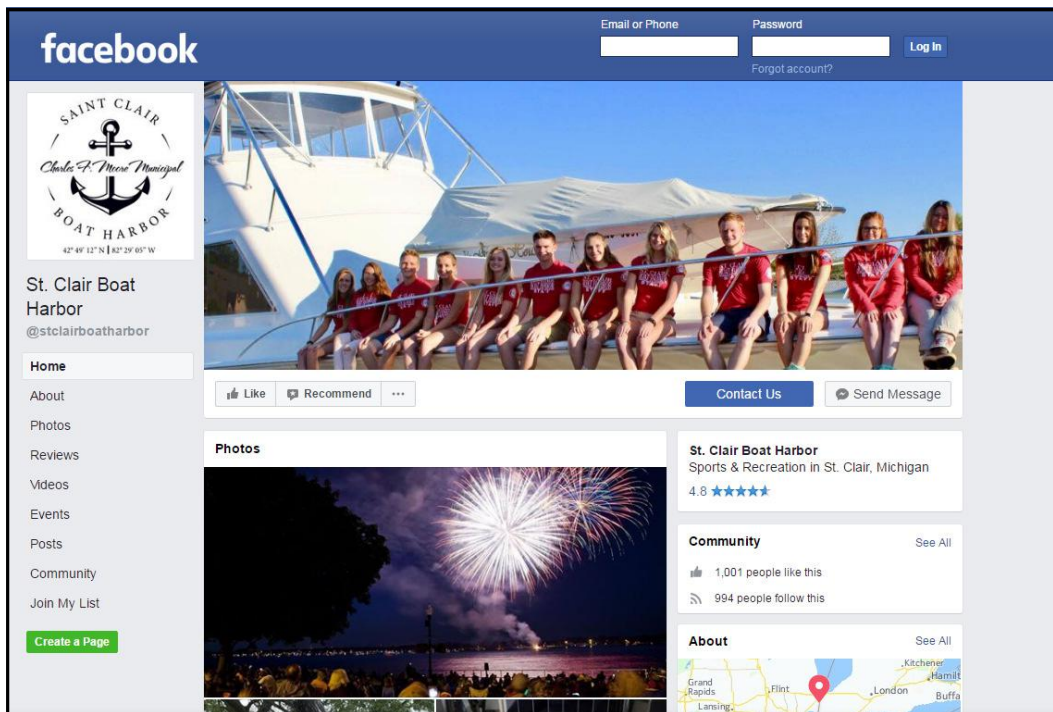 facebook
Email or Phone
Password
Log In
Forgot account?
SAINT CLAIR
Charles F. Moore Municipal
BOAT HARBOR
42° 49' 12" N | 82° 29' 05" W
St. Clair Boat
Harbor
@stclairboatharbor
Home
About
Photos
Reviews
Videos
Events
Posts
Community
Join My List
Create a Page
Like
Recommend
Contact Us
Send Message
Photos
St. Clair Boat Harbor
Sports & Recreation in St. Clair, Michigan
4.8
Community
See All
1,001 people like this
994 people follow this
About
See All
Kitchener
Hamilt
Grand
Rapids
Flint
London
Buffa
Lansing